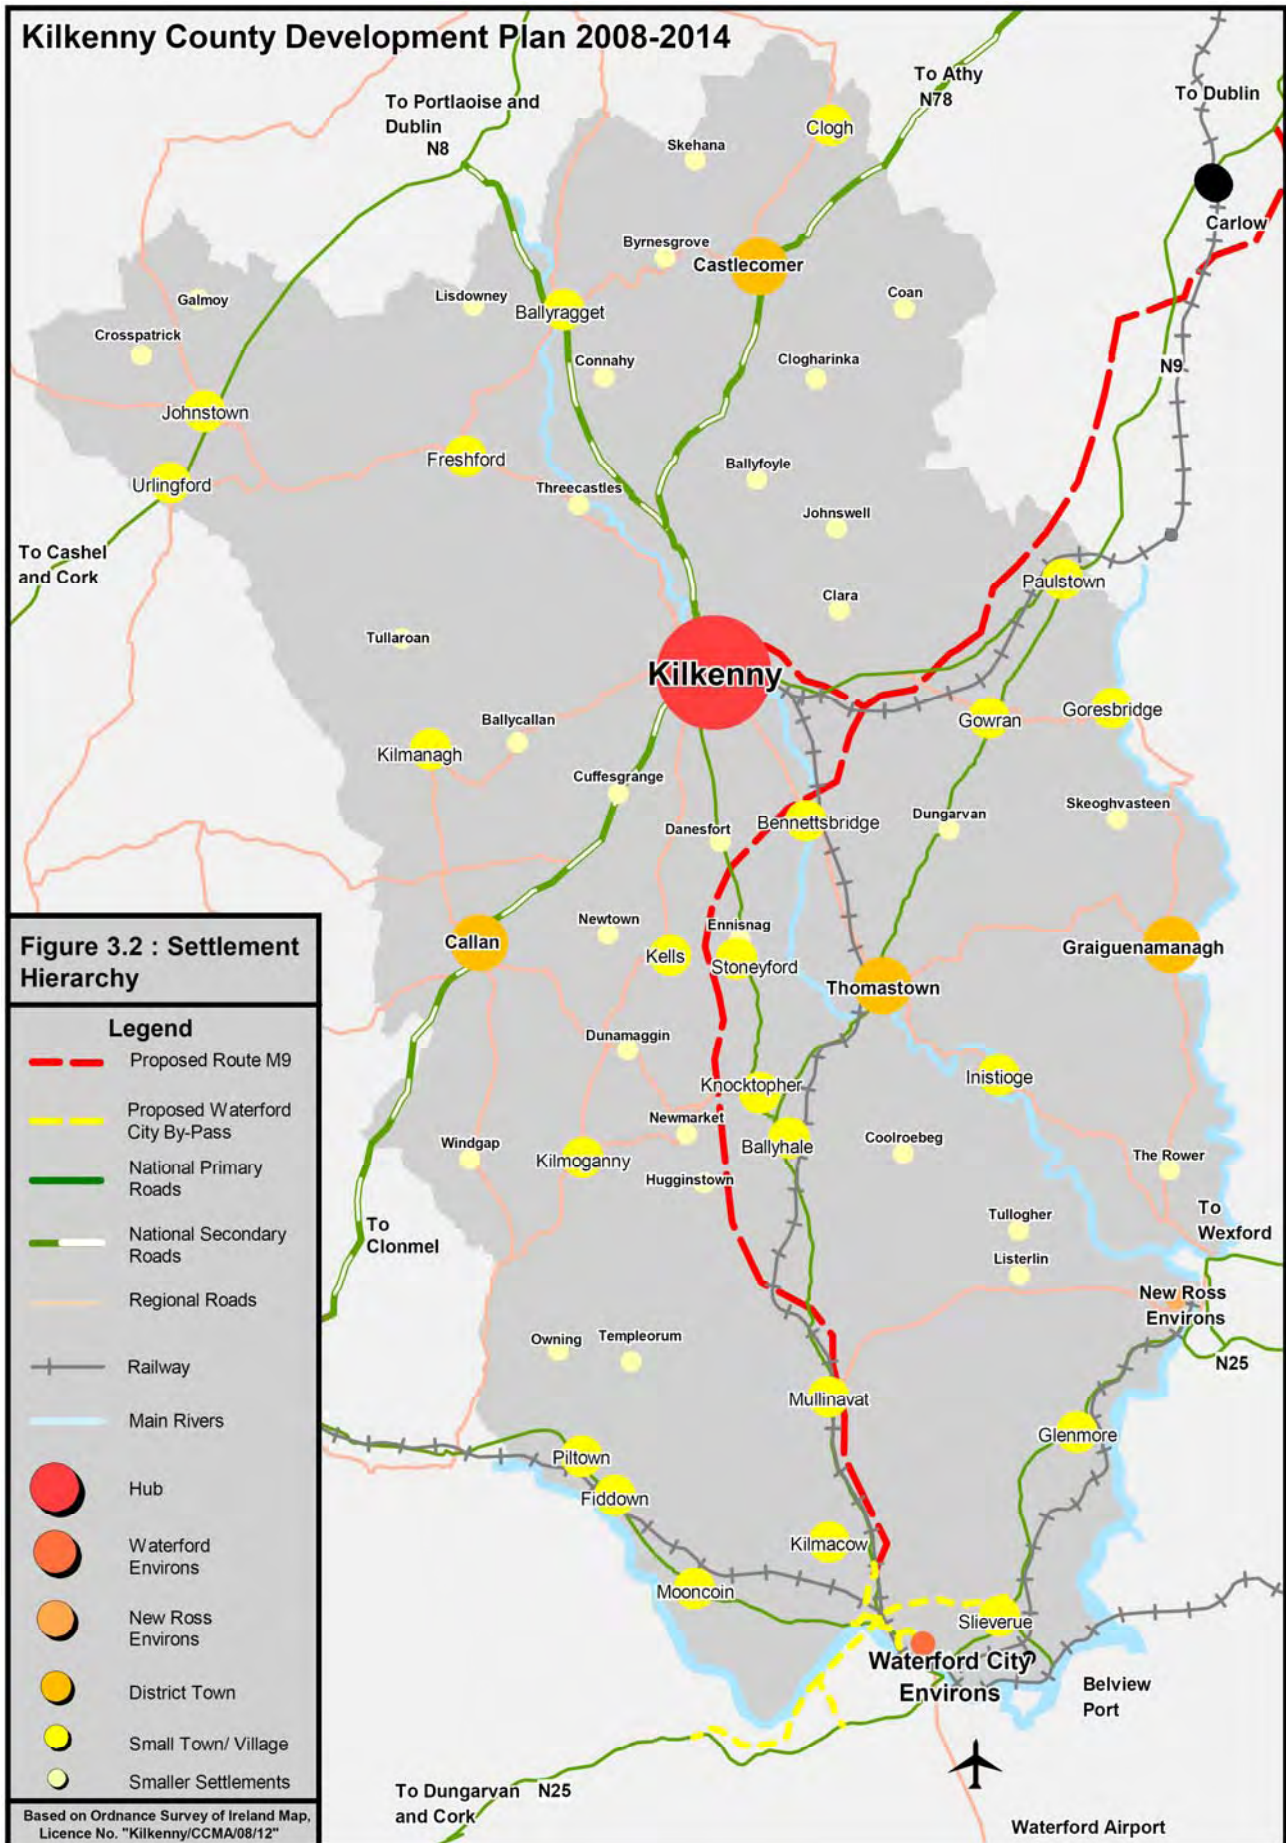 Kilkenny County Development Plan 2008-2014
To Athy
N78
To Dublin
To Portlaoise and
Dublin
N8
Clogh
Skehana
Carlow
Byrnesgrove
Castlecomer
Galmoy
Lisdowney
Ballyragget
Coan
Crosspatrick
Connahy
Clogharinka
N9
Johnstown
Freshford
Ballyfoyle
Urlingford
Threecastles
Johnswell
To Cashel
and Cork
Paulstown
Clara
Tullaroan
Kilkenny
Goresbridge
Gowran
Ballycallan
Kilmanagh
Cuffesgrange
Skeoghvasteen
Danesfort
Bennettsbridge
Dungarvan
Newtown
Ennisnag
Callan
Kells
Stoneyford
Graiguenamanagh
Thomastown
Dunamaggin
Knocktopher
Inistioge
Newmarket
Windgap
Kilmoganny
Ballyhale
Coolroebeg
The Rower
Hugginstown
To
Wexford
Tullogher
To
Clonmel
Listerlin
New Ross
Environs
Owning
Templeorum
N25
Mullinavat
Glenmore
Piltown
Fiddown
Kilmacow
Mooncoin
Slieverue
Waterford City
Environs
Belview
Port
To Dungarvan N25
and Cork
Waterford Airport
Figure 3.2 : Settlement
Hierarchy
Legend
Proposed Route M9
Proposed Waterford
City By-Pass
National Primary
Roads
National Secondary
Roads
Regional Roads
Railway
Main Rivers
Hub
Waterford
Environs
New Ross
Environs
District Town
Small Town/ Village
Smaller Settlements
Based on Ordnance Survey of Ireland Map,
Licence No. "Kilkenny/CCMA/08/12"